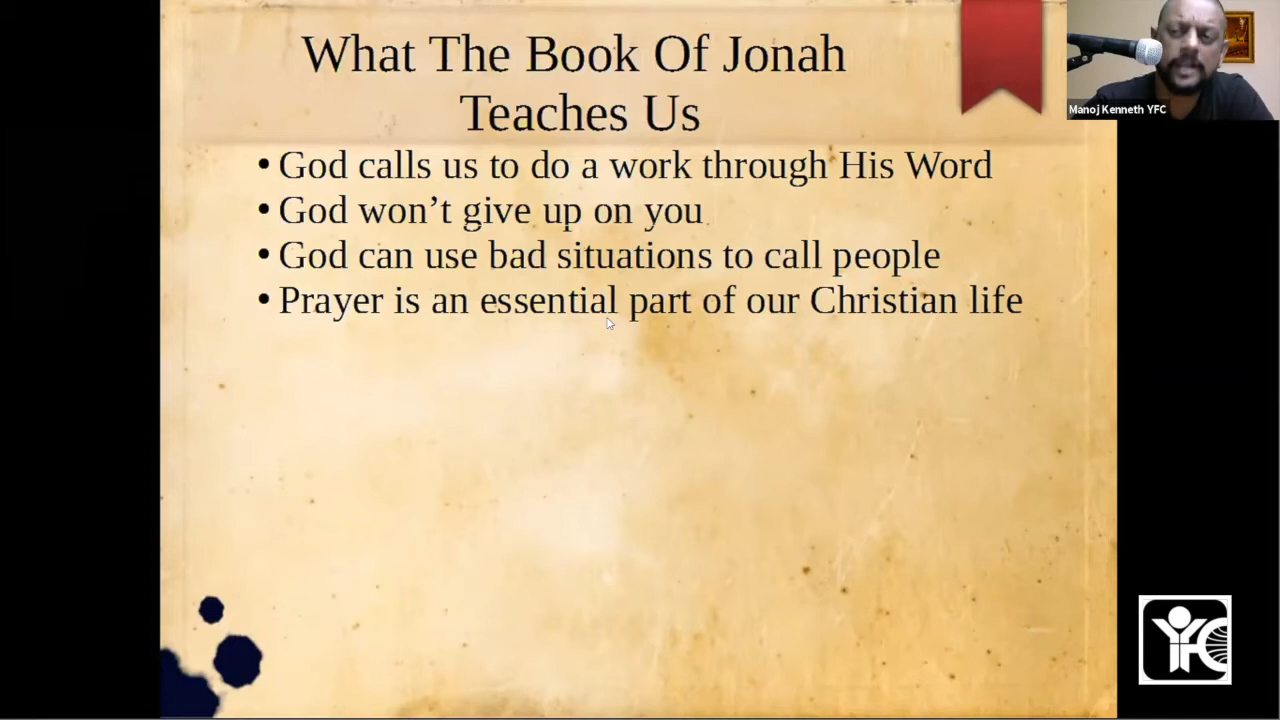 What The Book Of Jonah
Teaches Us
• God calls us to do a work through His Word
• God won’t give up on you
• God can use bad situations to call people
• Prayer is an essential part of our Christian life
Manoj Kenneth YFC
YFC